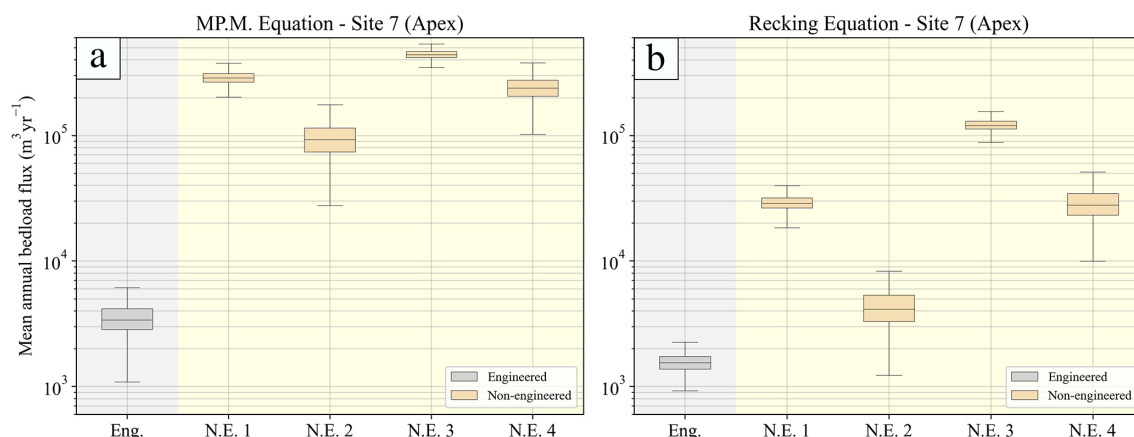 MP.M. Equation - Site 7 (Apex)
a
Mean annual bedload flux (m³ yr⁻¹)
10⁵
10⁴
10³
Engineered
Non-engineered
Eng. N.E. 1 N.E. 2 N.E. 3 N.E. 4
Recking Equation - Site 7 (Apex)
b
10⁵
10⁴
10³
Engineered
Non-engineered
Eng. N.E. 1 N.E. 2 N.E. 3 N.E. 4